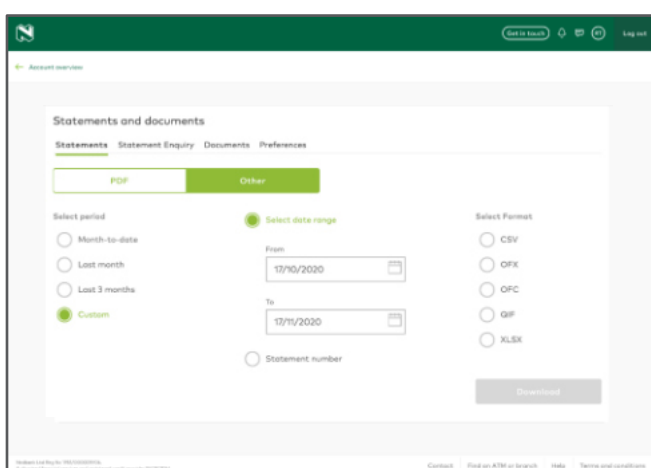 N
Get in touch
Log out
Account overview
Statements and documents
Statements Statement Enquiry Documents Preferences
PDF Other
Select period
Month-to-date
Last month
Last 3 months
Custom
Select date range
From
17/10/2020
To
17/11/2020
Statement number
Select Format
CSV
OFX
OFC
QIF
XLSX
Download
Contact Find an ATM or branch Help Terms and conditions